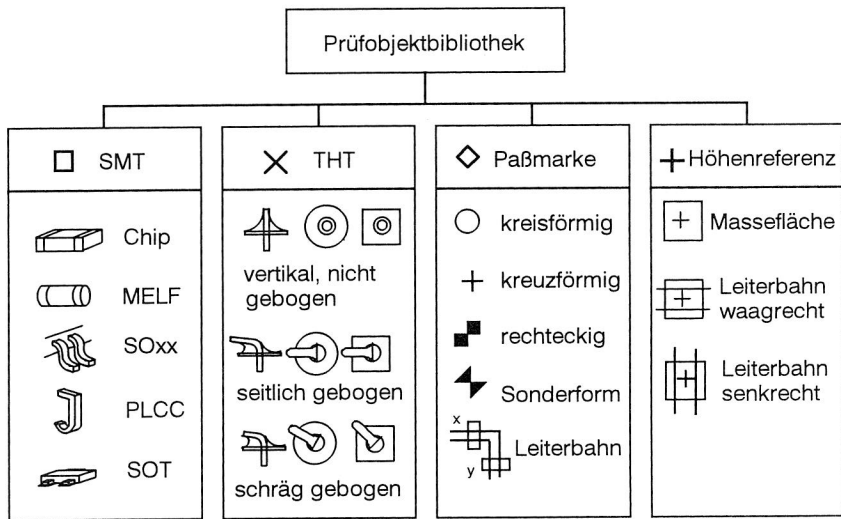 Prüfobjektbibliothek
SMT
Chip
MELF
SOxx
PLCC
SOT
THT
vertikal, nicht
gebogen
seitlich gebogen
schräg gebogen
Paßmarke
kreisförmig
kreuzförmig
rechteckig
Sonderform
x
y
Leiterbahn
Höhenreferenz
Massefläche
Leiterbahn
waagrecht
Leiterbahn
senkrecht